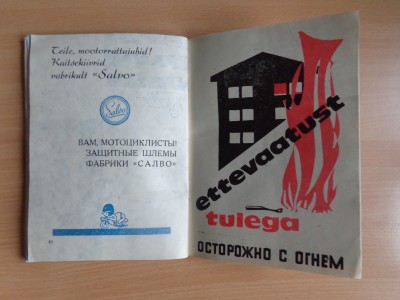 Teile, mootorrattajuhid!
Kaitsekiivrid
vabrikult «Salvo»
Salvo
ВАМ, МОТОЦИКЛИСТЫ!
ЗАЩИТНЫЕ ШЛЕМЫ
ФАБРИКИ «САЛВО»
ettevaatust
tulega
ОСТОРОЖНО С ОГНЕМ